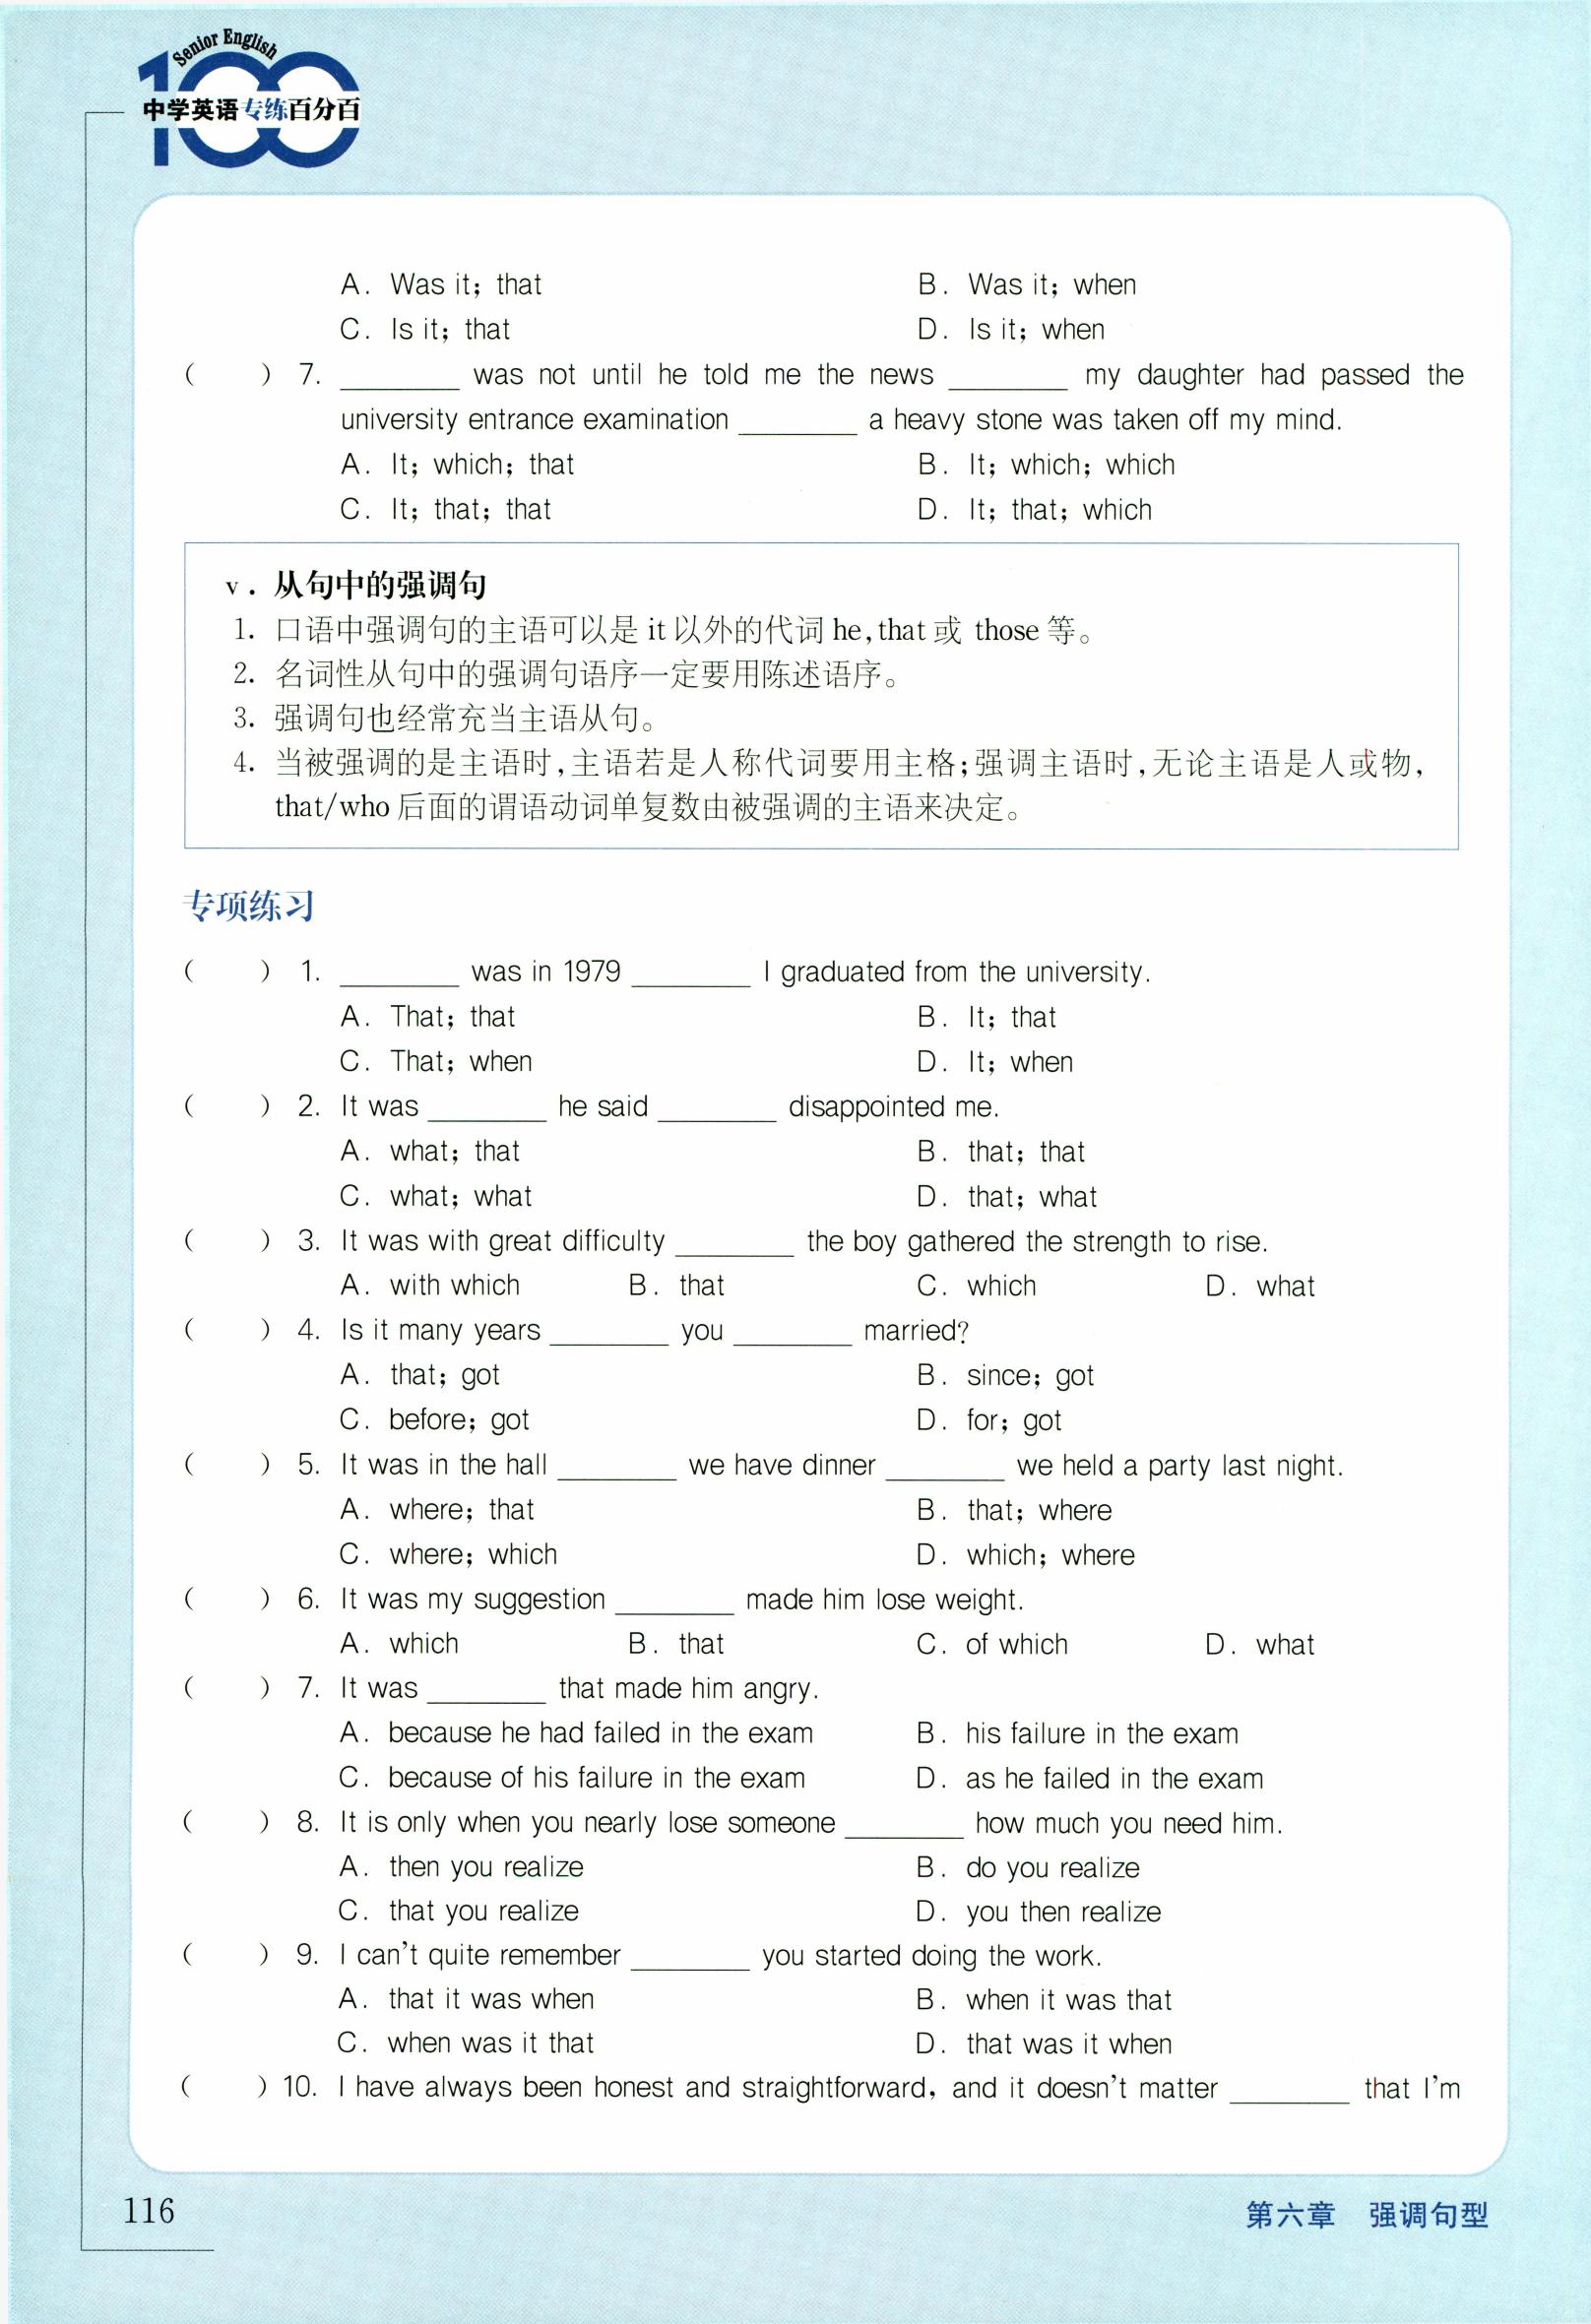 Senior English
100
中学英语专练百分百
A. Was it; that B. Was it; when
C. Is it; that D. Is it; when
( ) 7. ________ was not until he told me the news ________ my daughter had passed the
university entrance examination ________ a heavy stone was taken off my mind.
A. It; which; that B. It; which; which
C. It; that; that D. It; that; which
v. 从句中的强调句
1. 口语中强调句的主语可以是 it 以外的代词 he, that 或 those 等。
2. 名词性从句中的强调句语序一定要用陈述语序。
3. 强调句也经常充当主语从句。
4. 当被强调的是主语时,主语若是人称代词要用主格;强调主语时,无论主语是人或物,
that/who 后面的谓语动词单复数由被强调的主语来决定。
专项练习
( ) 1. ________ was in 1979 ________ I graduated from the university.
A. That; that B. It; that
C. That; when D. It; when
( ) 2. It was ________ he said ________ disappointed me.
A. what; that B. that; that
C. what; what D. that; what
( ) 3. It was with great difficulty ________ the boy gathered the strength to rise.
A. with which B. that C. which D. what
( ) 4. Is it many years ________ you ________ married?
A. that; got B. since; got
C. before; got D. for; got
( ) 5. It was in the hall ________ we have dinner ________ we held a party last night.
A. where; that B. that; where
C. where; which D. which; where
( ) 6. It was my suggestion ________ made him lose weight.
A. which B. that C. of which D. what
( ) 7. It was ________ that made him angry.
A. because he had failed in the exam B. his failure in the exam
C. because of his failure in the exam D. as he failed in the exam
( ) 8. It is only when you nearly lose someone ________ how much you need him.
A. then you realize B. do you realize
C. that you realize D. you then realize
( ) 9. I can't quite remember ________ you started doing the work.
A. that it was when B. when it was that
C. when was it that D. that was it when
( ) 10. I have always been honest and straightforward, and it doesn't matter ________ that I'm
116
第六章 强调句型